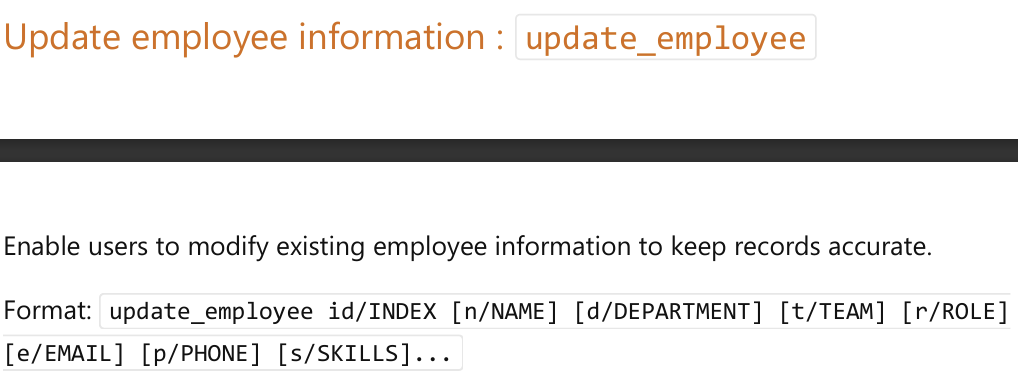 Update employee information : update_employee
Enable users to modify existing employee information to keep records accurate.
Format: update_employee id/INDEX [n/NAME] [d/DEPARTMENT] [t/TEAM] [r/ROLE]
[e/EMAIL] [p/PHONE] [s/SKILLS]...